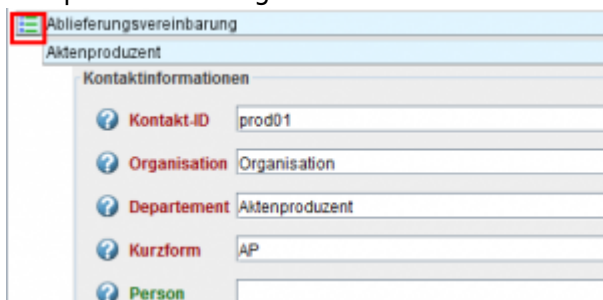 Ablieferungsvereinbarung
Aktenproduzent
Kontaktinformationen
Kontakt-ID prod01
Organisation Organisation
Departement Aktenproduzent
Kurzform AP
Person